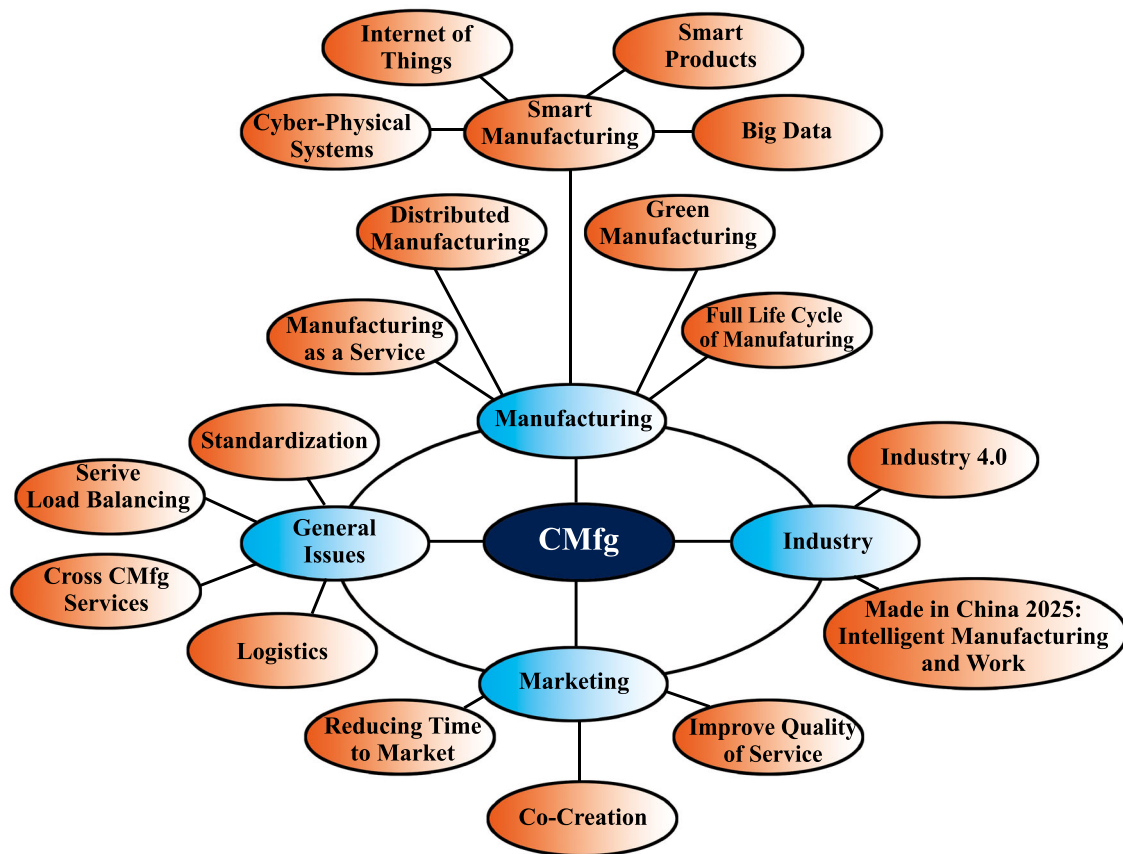 Internet of
Things
Smart
Products
Cyber-Physical
Systems
Smart
Manufacturing
Big Data
Distributed
Manufacturing
Green
Manufacturing
Manufacturing
as a Service
Full Life Cycle
of Manufaturing
Manufacturing
Standardization
Industry 4.0
Serive
Load Balancing
General
Issues
CMfg
Industry
Cross CMfg
Services
Made in China 2025:
Intelligent Manufacturing
and Work
Logistics
Marketing
Reducing Time
to Market
Improve Quality
of Service
Co-Creation